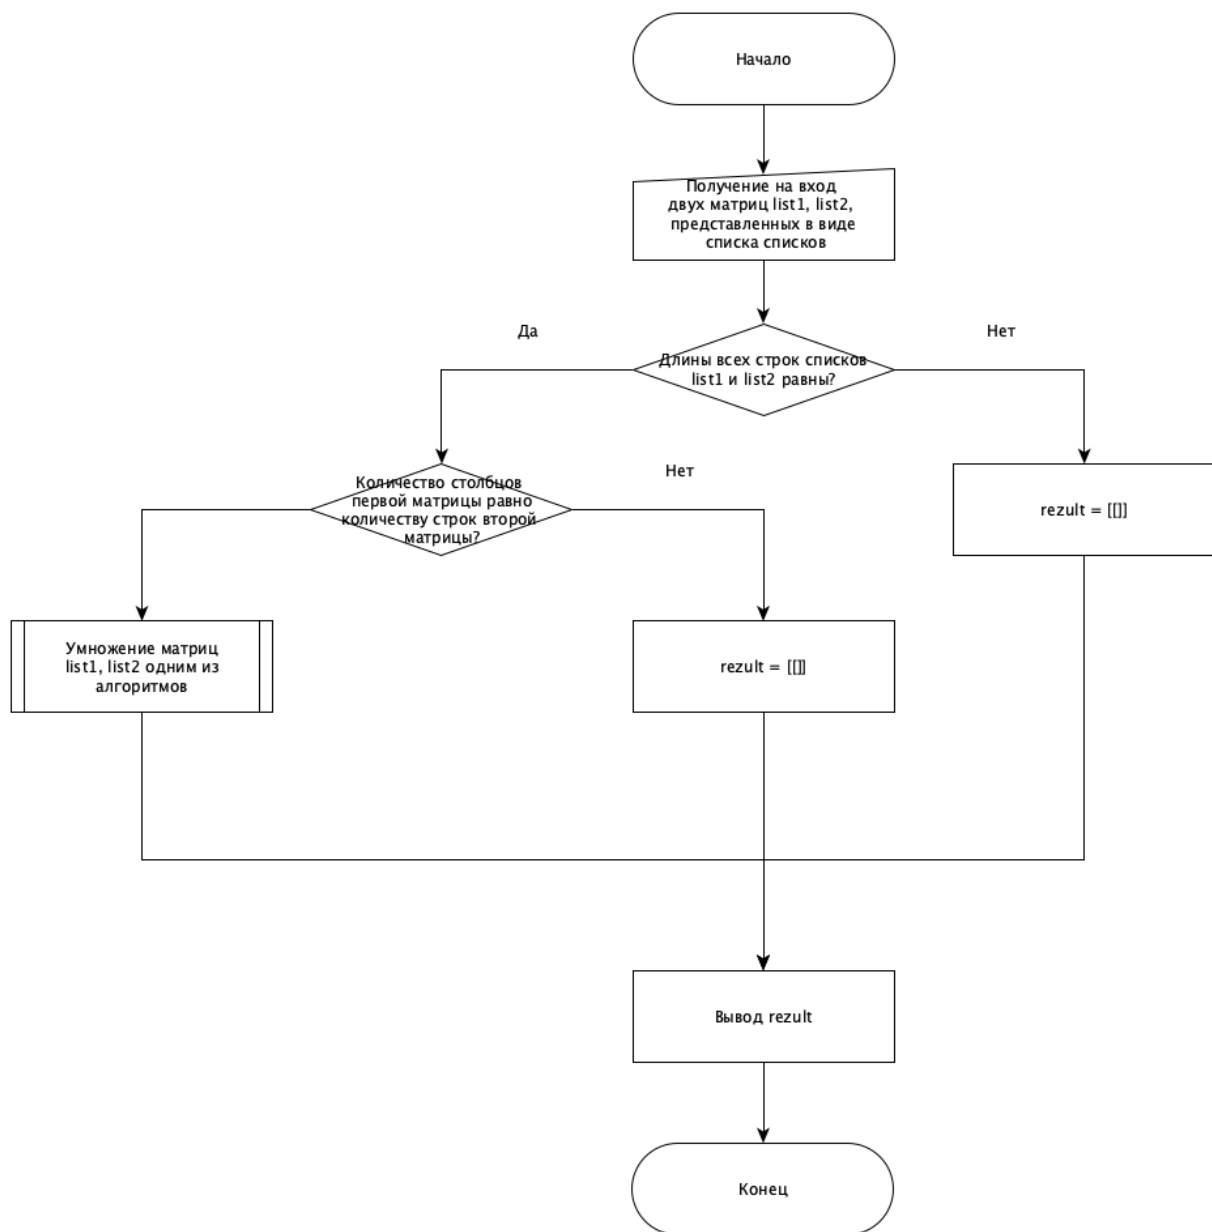 Начало
Получение на вход
двух матриц list1, list2,
представленных в виде
списка списков
Да
Нет
Длины всех строк списков
list1 и list2 равны?
Количество столбцов
первой матрицы равно
количеству строк второй
матрицы?
Нет
rezult = [[]]
Умножение матриц
list1, list2 одним из
алгоритмов
rezult = [[]]
Вывод rezult
Конец